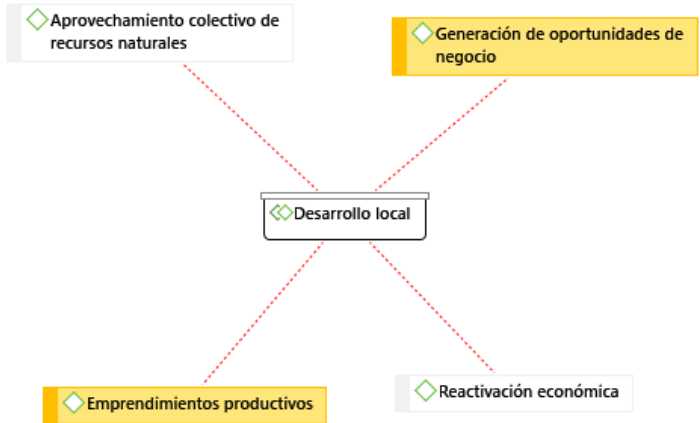 Aprovechamiento colectivo de
recursos naturales
Generación de oportunidades de
negocio
Desarrollo local
Emprendimientos productivos
Reactivación económica